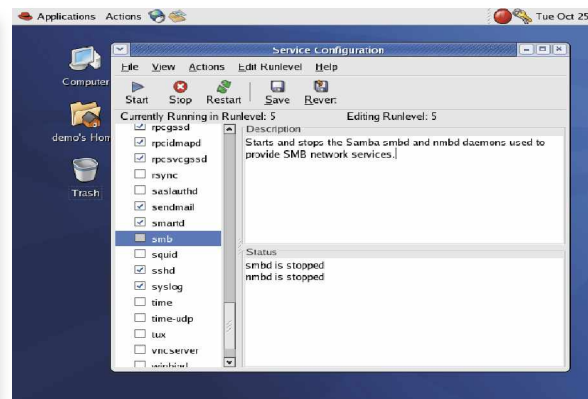 Applications Actions Tue Oct 25
Computer
demo's Hom
Trash
Service Configuration
File View Actions Edit Runlevel Help
Start Stop Restart Save Revert
Currently Running in Runlevel: 5 Editing Runlevel: 5
rpcgssd
rpcidmapd
rpcsvcgssd
rsync
saslauthd
sendmail
smartd
smb
squid
sshd
syslog
time
time-udp
tux
vncserver
winbind
Description
Starts and stops the Samba smbd and nmbd daemons used to
provide SMB network services.
Status
smbd is stopped
nmbd is stopped